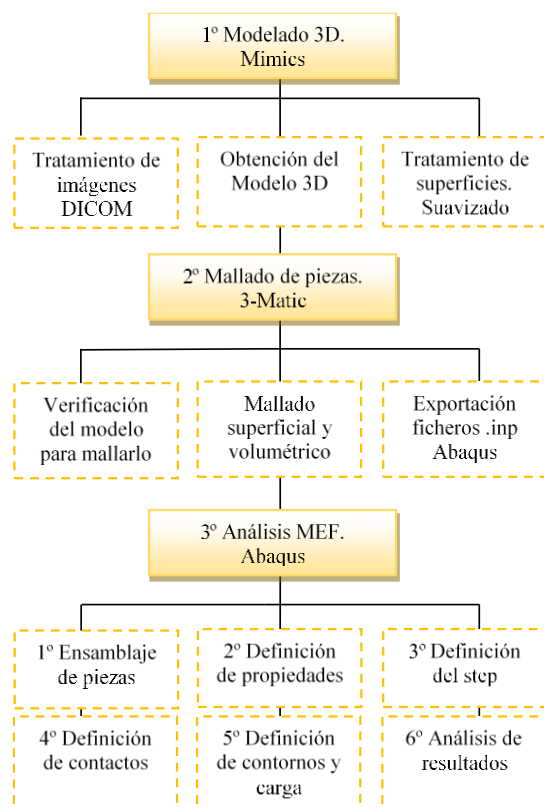 1º Modelado 3D.
Mimics
Tratamiento de
imágenes
DICOM
Obtención del
Modelo 3D
Tratamiento de
superficies.
Suavizado
2º Mallado de piezas.
3-Matic
Verificación
del modelo
para mallarlo
Mallado
superficial y
volumétrico
Exportación
ficheros .inp
Abaqus
3º Análisis MEF.
Abaqus
1º Ensamblaje
de piezas
2º Definición
de propiedades
3º Definición
del step
4º Definición
de contactos
5º Definición
de contornos y
carga
6º Análisis de
resultados